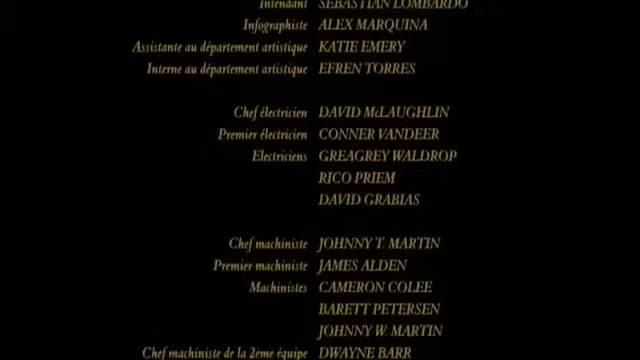 Intendant SEBASTIAN LOMBARDO
Infographiste ALEX MARQUINA
Assistante au département artistique KATIE EMERY
Interne au département artistique EFREN TORRES
Chef électricien DAVID McLAUGHLIN
Premier électricien CONNER VANDEER
Electriciens GREAGREY WALDROP
RICO PRIEM
DAVID GRABIAS
Chef machiniste JOHNNY T. MARTIN
Premier machiniste JAMES ALDEN
Machinistes CAMERON COLEE
BARETT PETERSEN
JOHNNY W. MARTIN
Chef machiniste de la 2ème équipe DWAYNE BARR